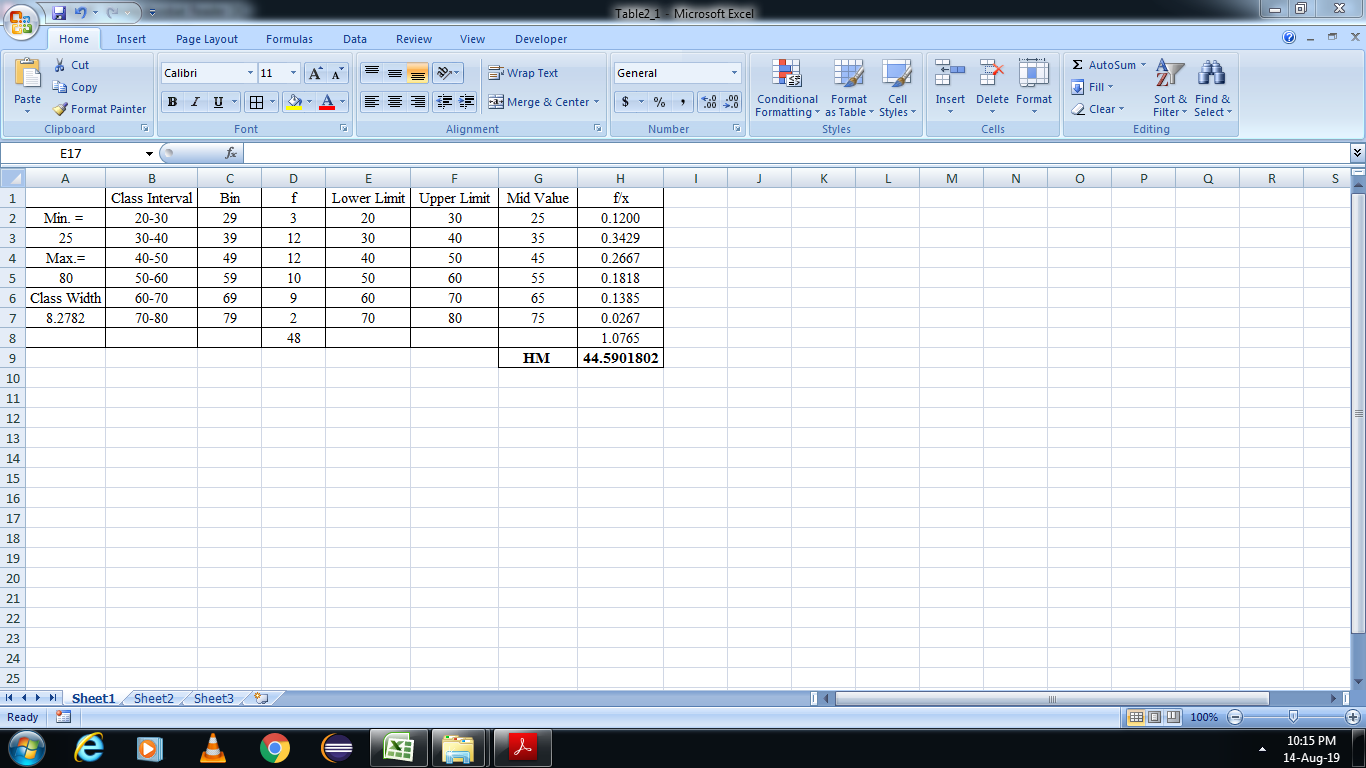 Table2_1 - Microsoft Excel
Home Insert Page Layout Formulas Data Review View Developer
Paste
Cut
Copy
Format Painter
Clipboard
Calibri 11
B I U
Font
Wrap Text
Merge & Center
Alignment
General
$ % ,
Number
Conditional Formatting
Format as Table
Cell Styles
Styles
Insert Delete Format
Cells
Σ AutoSum
Fill
Clear
Sort & Filter
Find & Select
Editing
E17 fx
A B C D E F G H I J K L M N O P Q R S
1 Class Interval Bin f Lower Limit Upper Limit Mid Value f/x
2 Min. = 20-30 29 3 20 30 25 0.1200
3 25 30-40 39 12 30 40 35 0.3429
4 Max.= 40-50 49 12 40 50 45 0.2667
5 80 50-60 59 10 50 60 55 0.1818
6 Class Width 60-70 69 9 60 70 65 0.1385
7 8.2782 70-80 79 2 70 80 75 0.0267
8 48 1.0765
9 HM 44.5901802
10
11
12
13
14
15
16
17
18
19
20
21
22
23
24
25
Sheet1 Sheet2 Sheet3
Ready 100%
10:15 PM
14-Aug-19